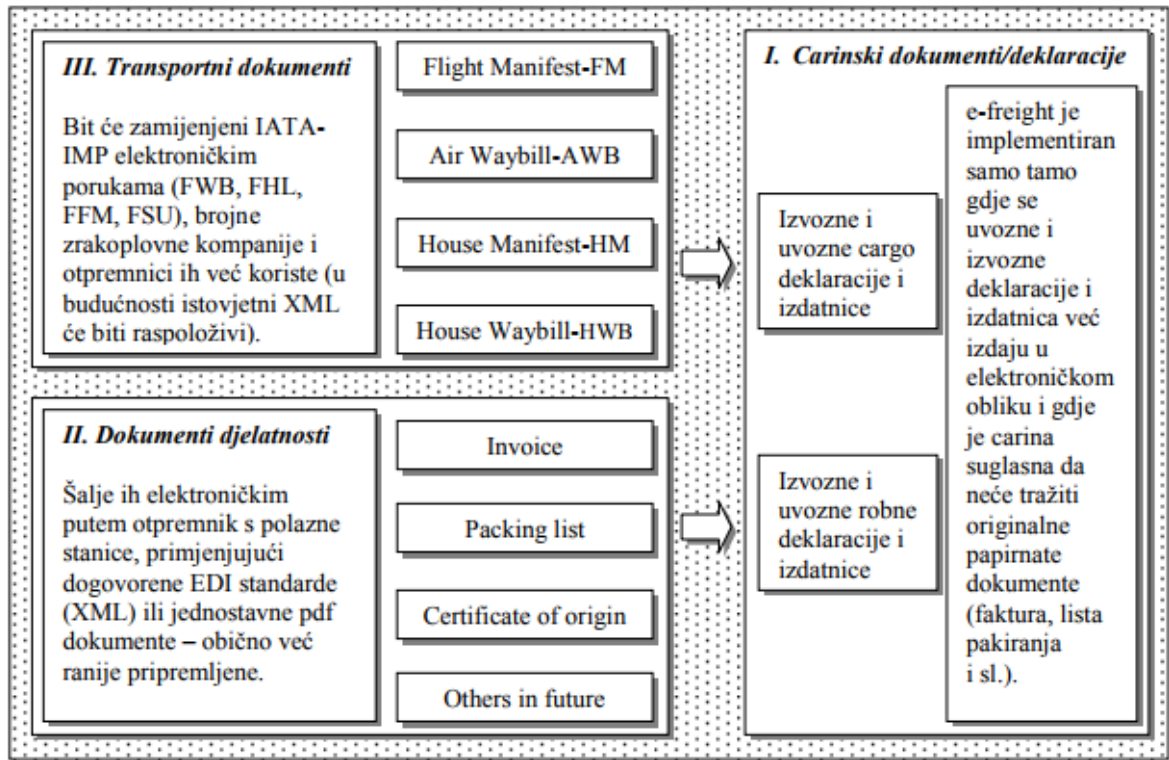 III. Transportni dokumenti
Bit će zamijenjeni IATA-
IMP elektroničkim
porukama (FWB, FHL,
FFM, FSU), brojne
zrakoplovne kompanije i
otpremnici ih već koriste (u
budućnosti istovjetni XML
će biti raspoloživi).
Flight Manifest-FM
Air Waybill-AWB
House Manifest-HM
House Waybill-HWB
II. Dokumenti djelatnosti
Šalje ih elektroničkim
putem otpremnik s polazne
stanice, primjenjujući
dogovorene EDI standarde
(XML) ili jednostavne pdf
dokumente – obično već
ranije pripremljene.
Invoice
Packing list
Certificate of origin
Others in future
I. Carinski dokumenti/deklaracije
Izvozne i
uvozne cargo
deklaracije i
izdatnice
Izvozne i
uvozne robne
deklaracije i
izdatnice
e-freight je
implementiran
samo tamo
gdje se
uvozne i
izvozne
deklaracije i
izdatnica već
izdaju u
elektroničkom
obliku i gdje
je carina
suglasna da
neće tražiti
originalne
papirnate
dokumente
(faktura, lista
pakiranja
i sl.).